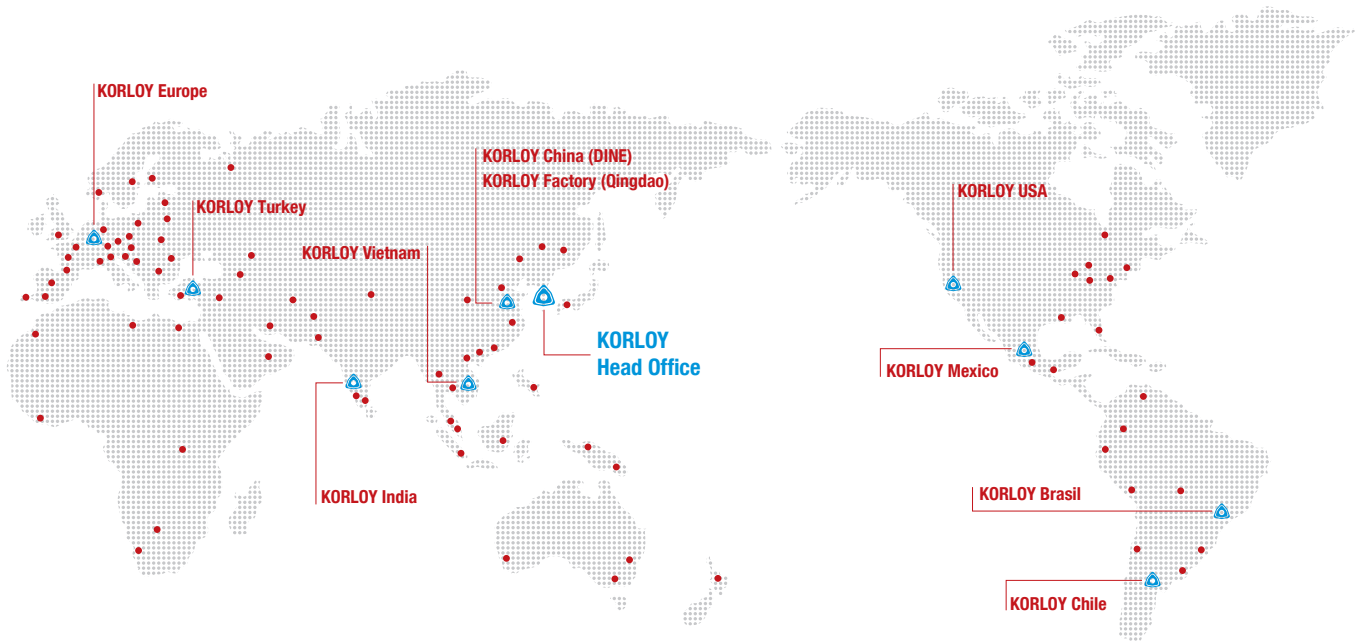 KORLOY Europe
KORLOY China (DINE)
KORLOY Factory (Qingdao)
KORLOY USA
KORLOY Turkey
KORLOY Vietnam
KORLOY
Head Office
KORLOY Mexico
KORLOY India
KORLOY Brasil
KORLOY Chile